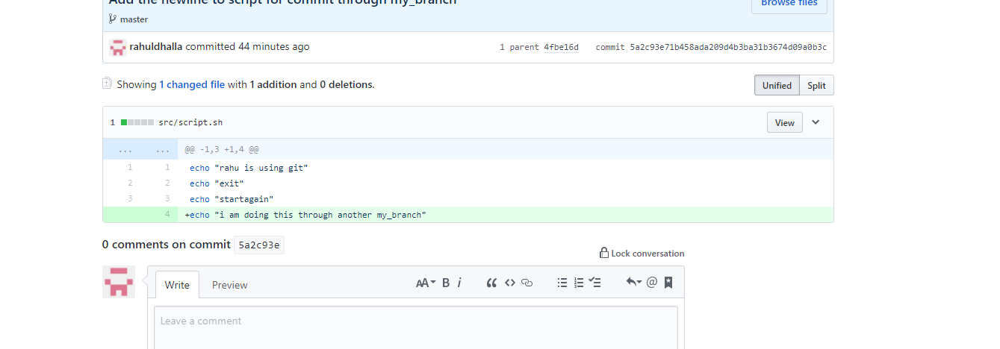 Add the newline to script for commit through my_branch
Browse files
master
rahuldhalla committed 44 minutes ago
1 parent 4fbe16d commit 5a2c93e71b458ada209d4b3ba31b3674d09a0b3c
Showing 1 changed file with 1 addition and 0 deletions.
Unified Split
1 src/script.sh
View
... ... @@ -1,3 +1,4 @@
1 1 echo "rahu is using git"
2 2 echo "exit"
3 3 echo "startagain"
4 +echo "i am doing this through another my_branch"
0 comments on commit 5a2c93e
Lock conversation
Write Preview
AA B i “ <> @
Leave a comment